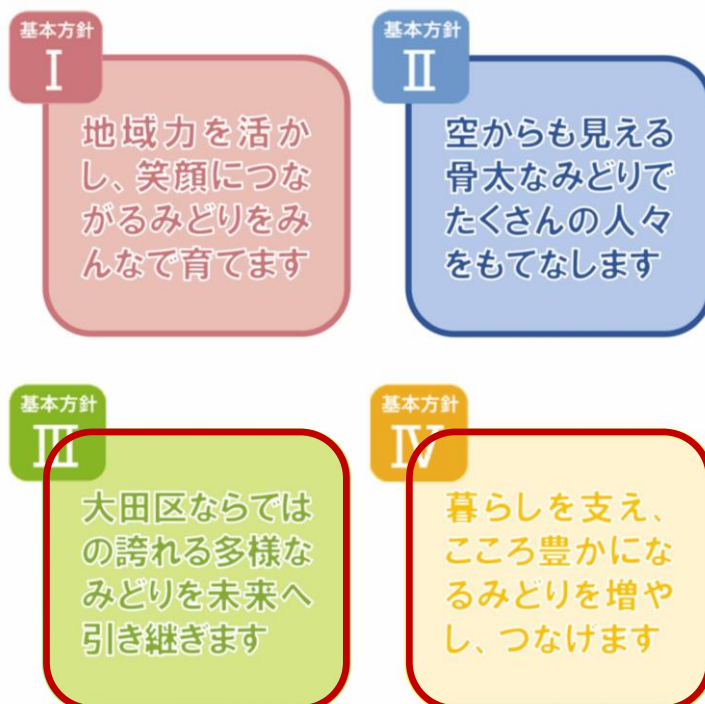 基本方針
Ⅰ
地域力を活か
し、笑顔につな
がるみどりをみ
んなで育てます
基本方針
Ⅱ
空からも見える
骨太なみどりで
たくさんの人々
をもてなします
基本方針
Ⅲ
大田区ならでは
の誇れる多様な
みどりを未来へ
引き継ぎます
基本方針
Ⅳ
暮らしを支え、
こころ豊かにな
るみどりを増や
し、つなげます